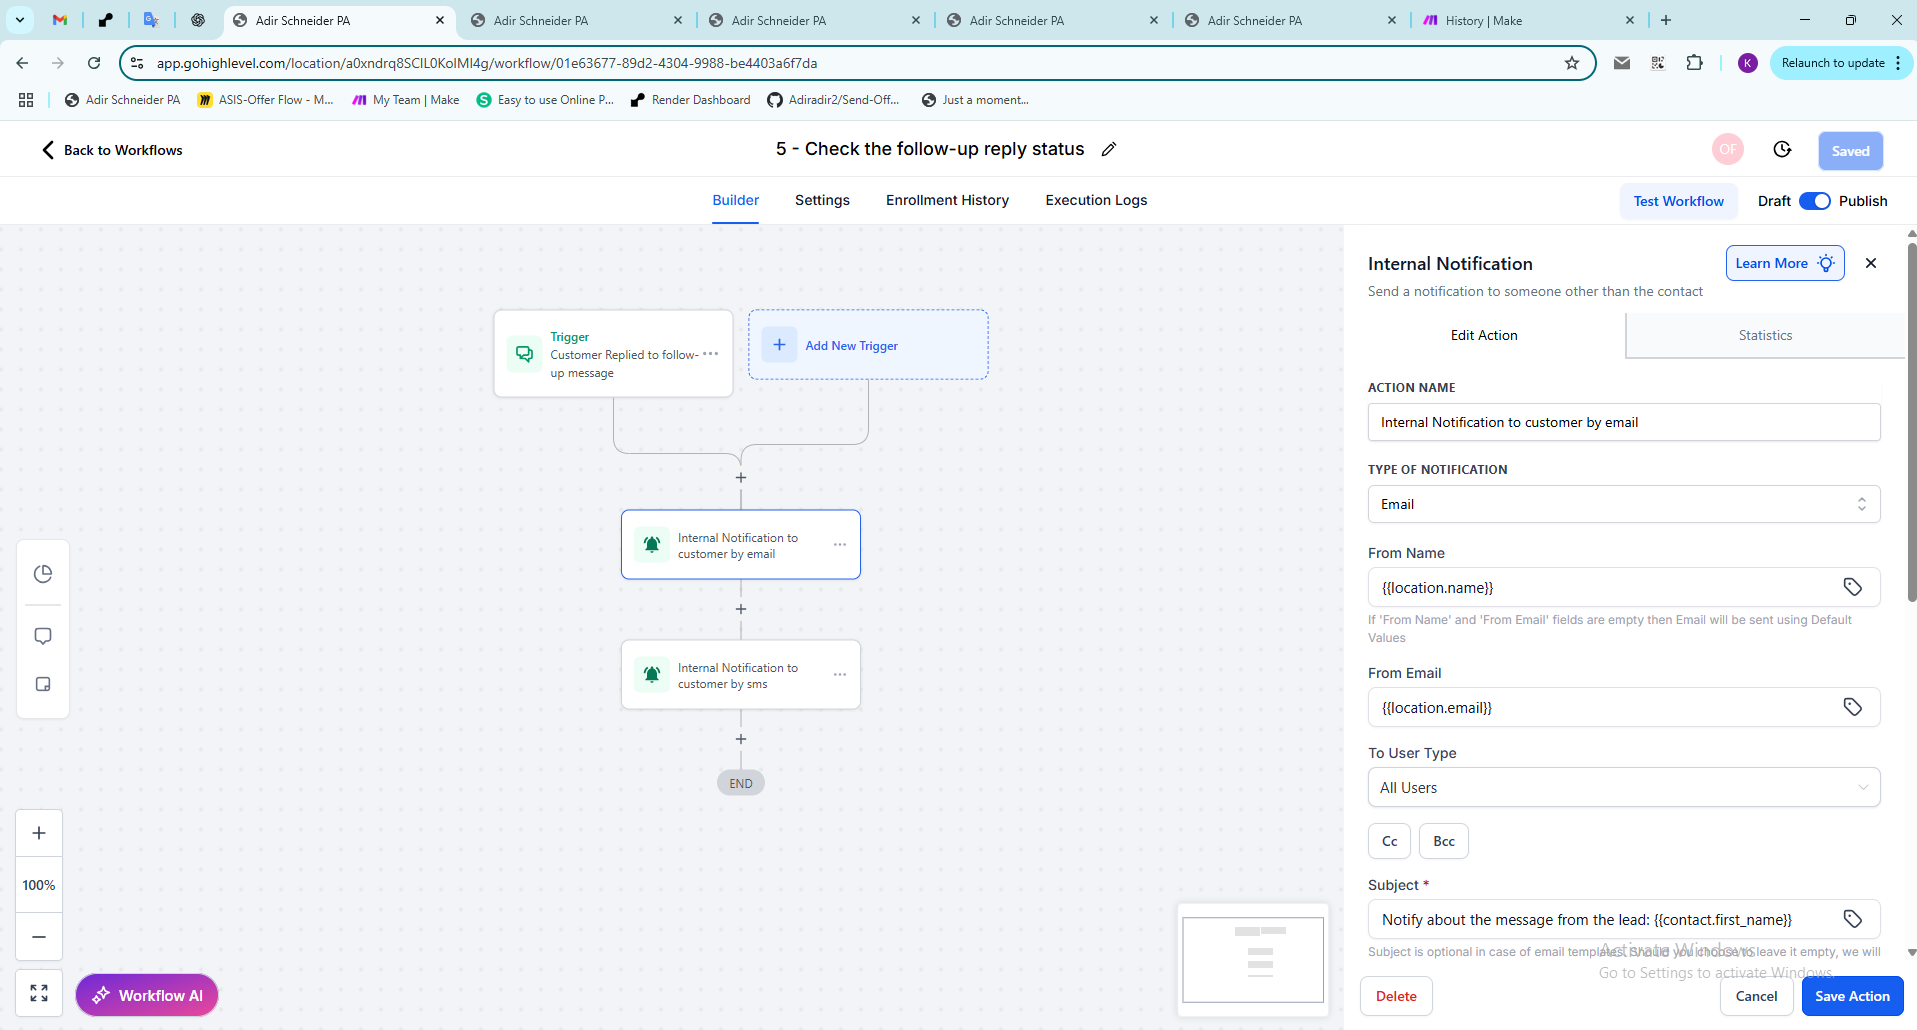 Adir Schneider PA
Adir Schneider PA
Adir Schneider PA
Adir Schneider PA
Adir Schneider PA
History | Make
app.gohighlevel.com/location/a0xndrq8SClL0KolMI4g/workflow/01e63677-89d2-4304-9988-be4403a6f7da
K
Relaunch to update
Adir Schneider PA
ASIS-Offer Flow - M...
My Team | Make
Easy to use Online P...
Render Dashboard
Adiradir2/Send-Off...
Just a moment...
Back to Workflows
5 - Check the follow-up reply status
OF
Saved
Builder
Settings
Enrollment History
Execution Logs
Test Workflow
Draft
Publish
Trigger
Customer Replied to follow-
up message
Add New Trigger
Internal Notification to
customer by email
Internal Notification to
customer by sms
END
100%
Workflow AI
Internal Notification
Learn More
Send a notification to someone other than the contact
Edit Action
Statistics
ACTION NAME
Internal Notification to customer by email
TYPE OF NOTIFICATION
Email
From Name
{{location.name}}
If 'From Name' and 'From Email' fields are empty then Email will be sent using Default
Values
From Email
{{location.email}}
To User Type
All Users
Cc
Bcc
Subject *
Notify about the message from the lead: {{contact.first_name}}
Subject is optional in case of email templates. Should you choose to leave it empty, we will
Activate Windows
Go to Settings to activate Windows.
Delete
Cancel
Save Action